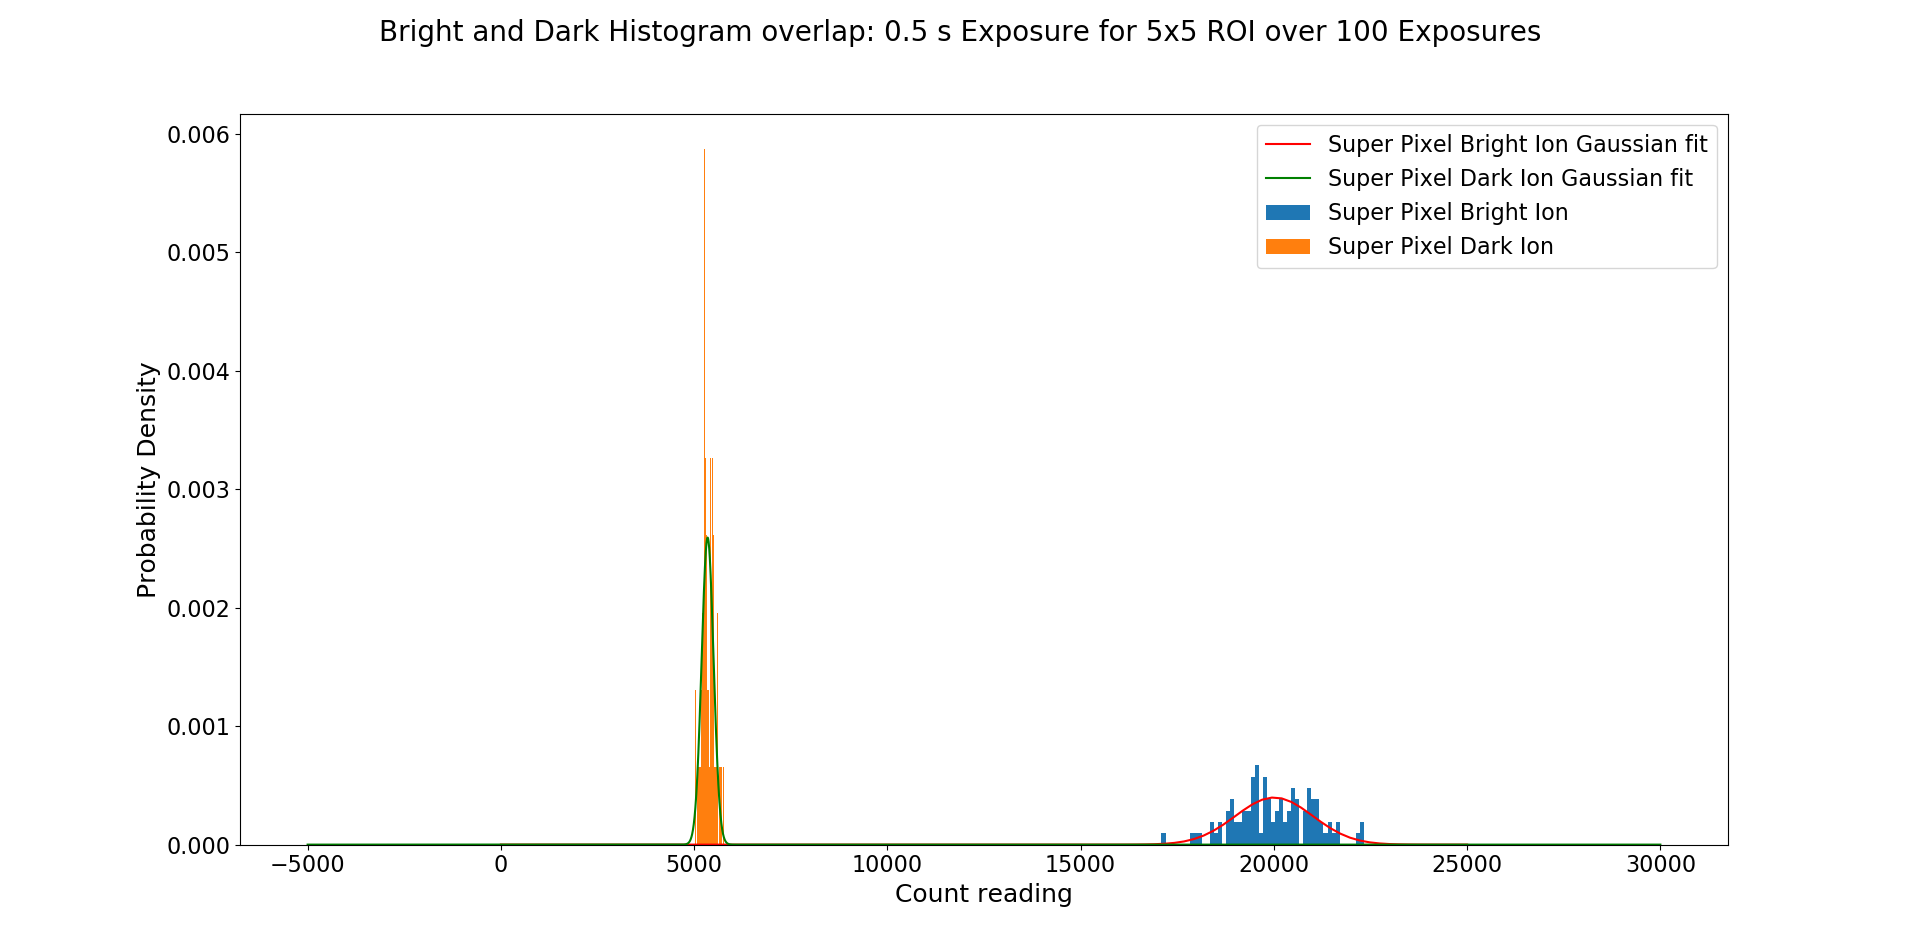 Bright and Dark Histogram overlap: 0.5 s Exposure for 5x5 ROI over 100 Exposures
Super Pixel Bright Ion Gaussian fit
Super Pixel Dark Ion Gaussian fit
Super Pixel Bright Ion
Super Pixel Dark Ion
Probability Density
0.006
0.005
0.004
0.003
0.002
0.001
0.000
−5000 0 5000 10000 15000 20000 25000 30000
Count reading